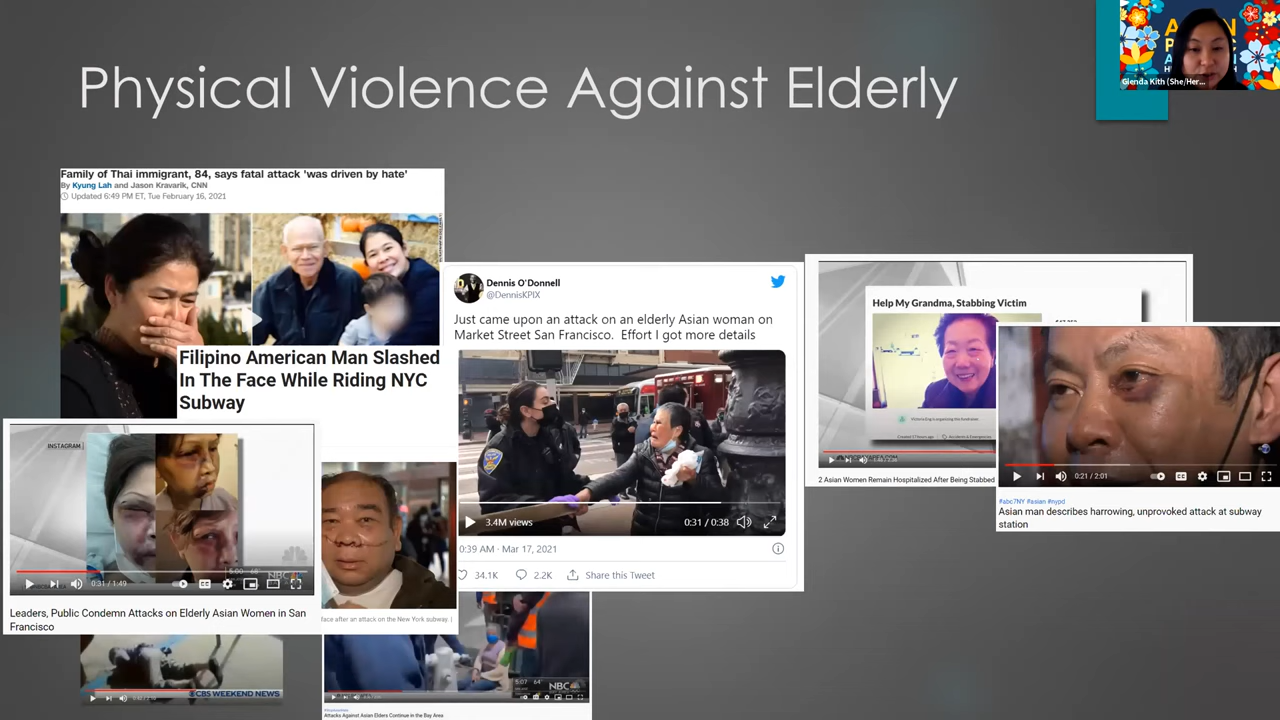 Physical Violence Against Elderly
Glenda Kith (She/Her...
Family of Thai immigrant, 84, says fatal attack 'was driven by hate'
By Kyung Lah and Jason Kravarik, CNN
Updated 6:49 PM ET, Tue February 16, 2021
Filipino American Man Slashed
In The Face While Riding NYC
Subway
Dennis O'Donnell
@DennisKPIX
Just came upon an attack on an elderly Asian woman on
Market Street San Francisco. Effort I got more details
3.4M views
0:31 / 0:38
0:39 AM · Mar 17, 2021
34.1K
2.2K
Share this Tweet
Help My Grandma, Stabbing Victim
2 Asian Women Remain Hospitalized After Being Stabbed
0:21 / 2:01
#abc7NY #asian #nypd
Asian man describes harrowing, unprovoked attack at subway
station
INSTAGRAM
5:00 68°
NBC
0:31 / 1:49
Leaders, Public Condemn Attacks on Elderly Asian Women in San
Francisco
face after an attack on the New York subway. |
CBS WEEKEND NEWS
5:07 64°
NBC
Attacks Against Asian Elders Continue in the Bay Area